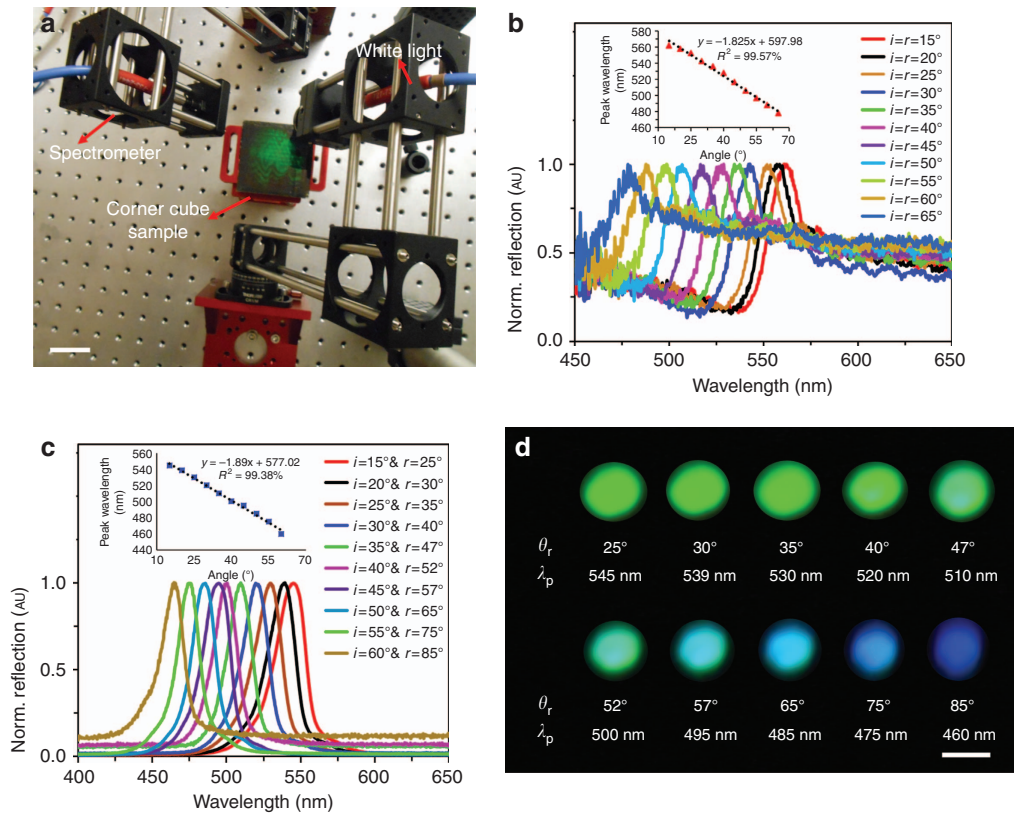 a
White light
Spectrometer
Corner cube
sample
b
Norm. reflection (AU)
1.0
0.5
0.0
450 500 550 600 650
Wavelength (nm)
Peak wavelength
(nm)
580
560
540
520
500
480
460
y = −1.825x + 597.98
R² = 99.57%
5 25 45 65
Angle (°)
i=r=15°
i=r=20°
i=r=25°
i=r=30°
i=r=35°
i=r=40°
i=r=45°
i=r=50°
i=r=55°
i=r=60°
i=r=65°
c
Norm. reflection (AU)
1.0
0.5
0.0
400 450 500 550 600 650
Wavelength (nm)
Peak wavelength
(nm)
560
540
520
500
480
460
440
y = −1.89x + 577.02
R² = 99.38%
10 25 40 55 70
Angle (°)
i=15°& r=25°
i=20°& r=30°
i=25°& r=35°
i=30°& r=40°
i=35°& r=47°
i=40°& r=52°
i=45°& r=57°
i=50°& r=65°
i=55°& r=75°
i=60°& r=85°
d
θr 25° 30° 35° 40° 47°
λp 545 nm 539 nm 530 nm 520 nm 510 nm
θr 52° 57° 65° 75° 85°
λp 500 nm 495 nm 485 nm 475 nm 460 nm